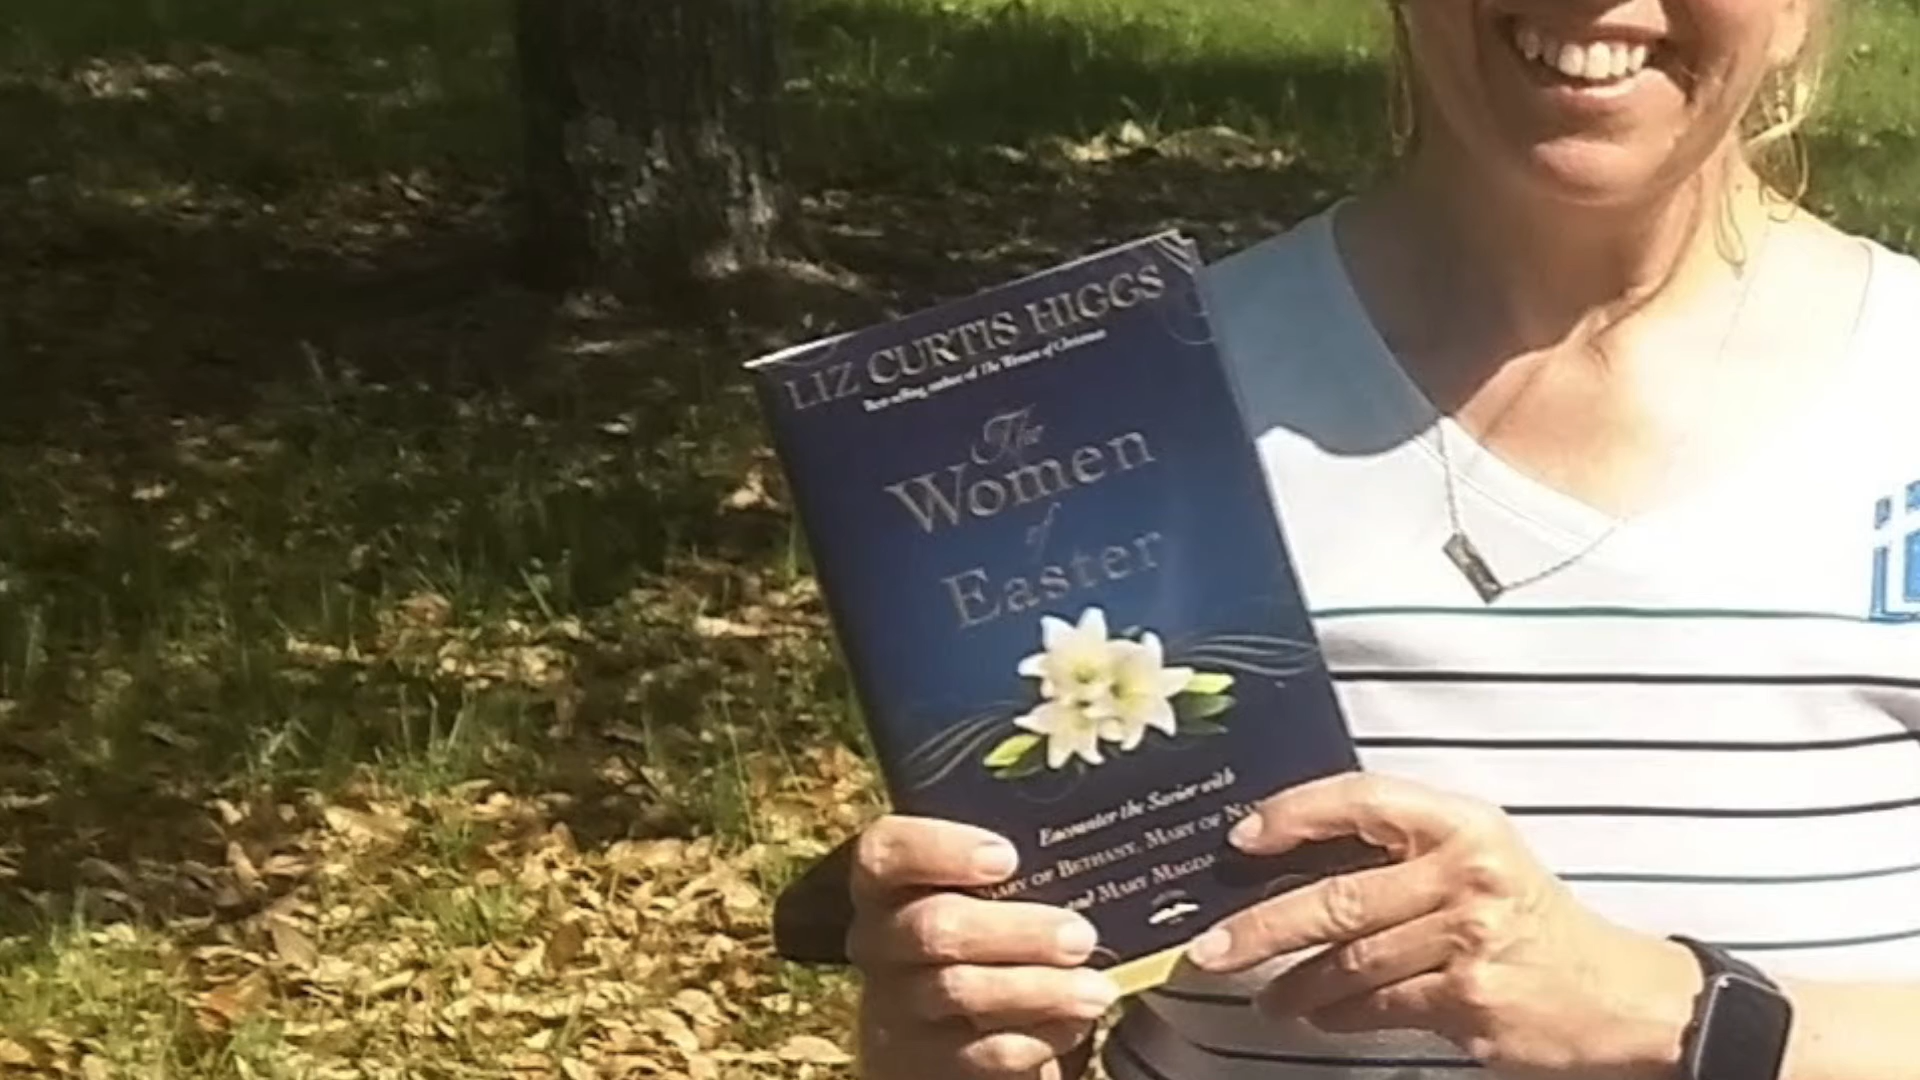 LIZ CURTIS HIGGS
Best-selling author of The Women of Christmas
The
Women
of
Easter
Encounter the Savior with
MARY OF BETHANY, MARY OF
and MARY